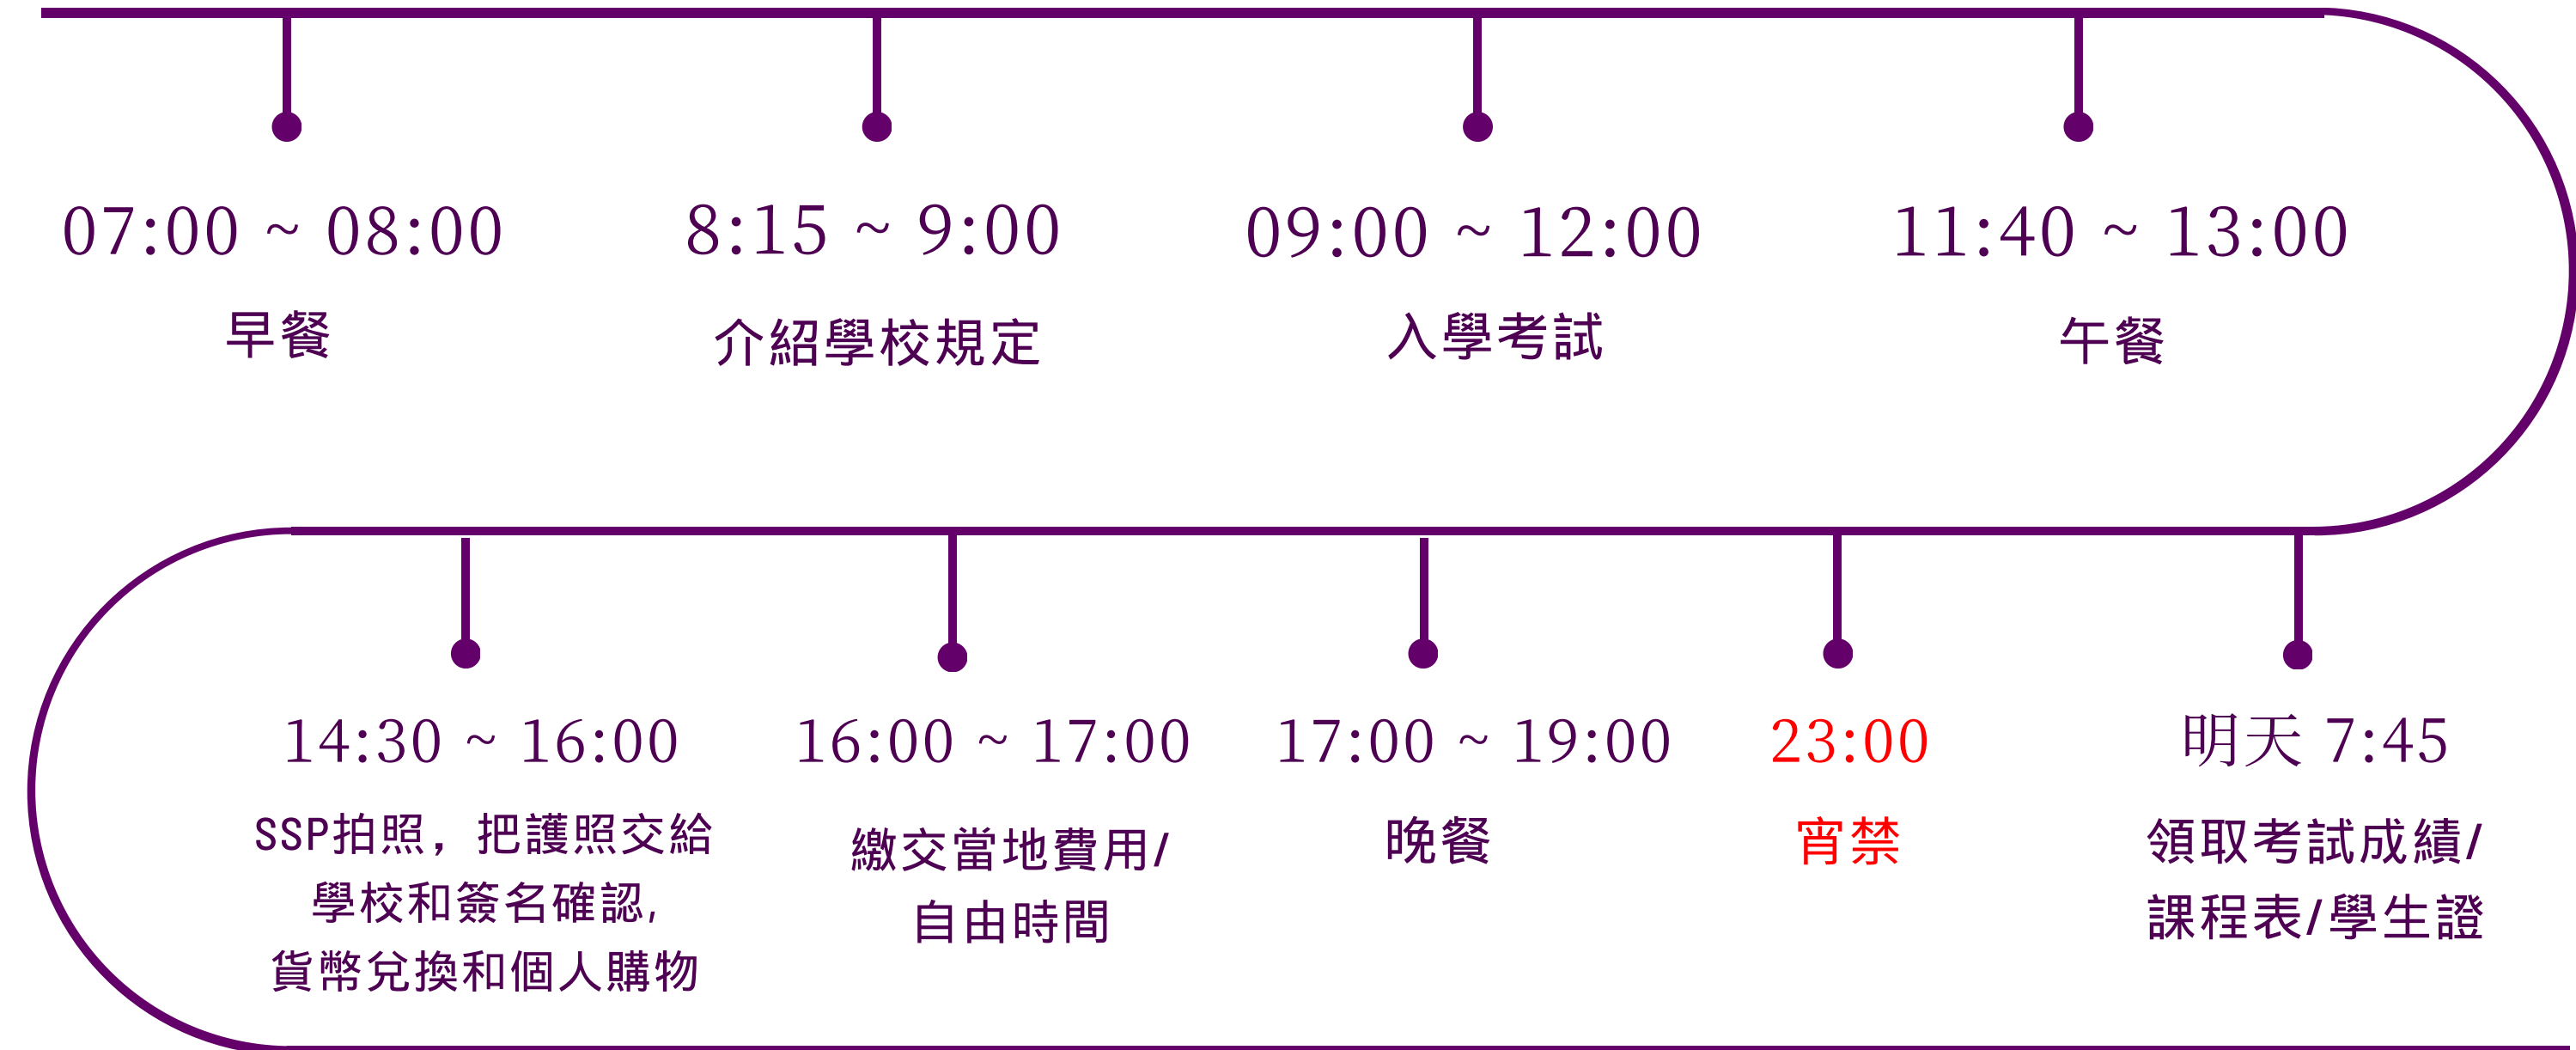 07:00 ~ 08:00
早餐
8:15 ~ 9:00
介紹學校規定
09:00 ~ 12:00
入學考試
11:40 ~ 13:00
午餐
14:30 ~ 16:00
SSP拍照，把護照交給
學校和簽名確認,
貨幣兌換和個人購物
16:00 ~ 17:00
繳交當地費用/
自由時間
17:00 ~ 19:00
晚餐
23:00
宵禁
明天 7:45
領取考試成績/
課程表/學生證